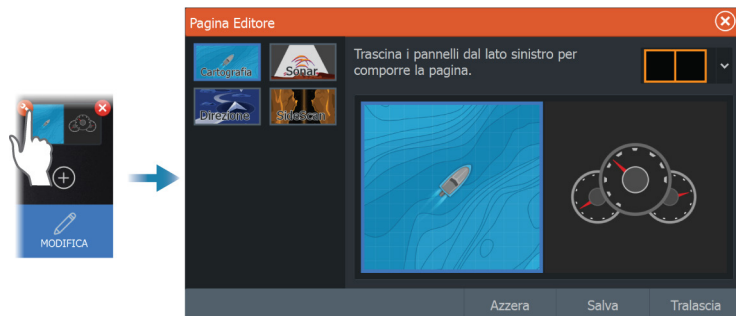 MODIFICA
Pagina Editore
Cartografia
Sonar
Direzione
SideScan
Trascina i pannelli dal lato sinistro per
comporre la pagina.
Azzera
Salva
Tralascia